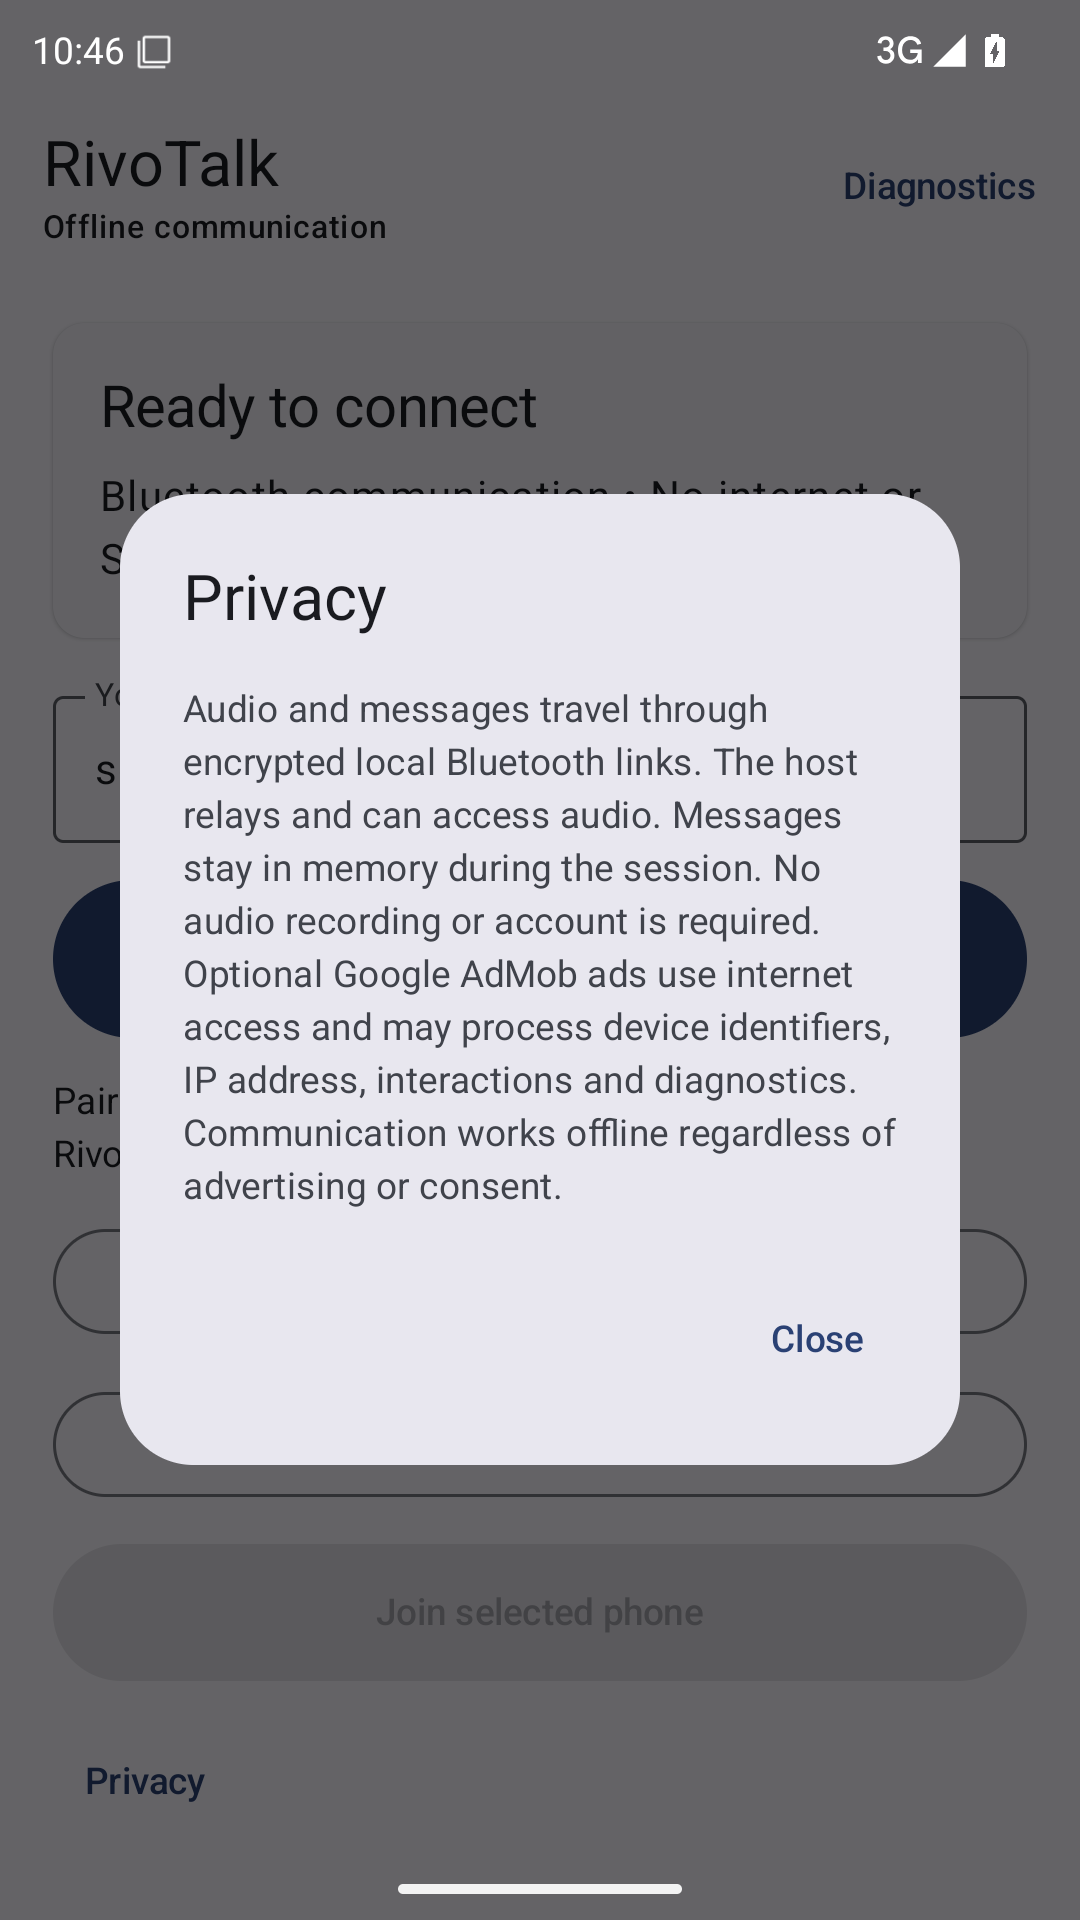 10:46
3G
RivoTalk
Diagnostics
Offline communication
Ready to connect
Privacy
Audio and messages travel through
encrypted local Bluetooth links. The host
relays and can access audio. Messages
stay in memory during the session. No
audio recording or account is required.
Optional Google AdMob ads use internet
access and may process device identifiers,
IP address, interactions and diagnostics.
Communication works offline regardless of
advertising or consent.
Close
Join selected phone
Privacy